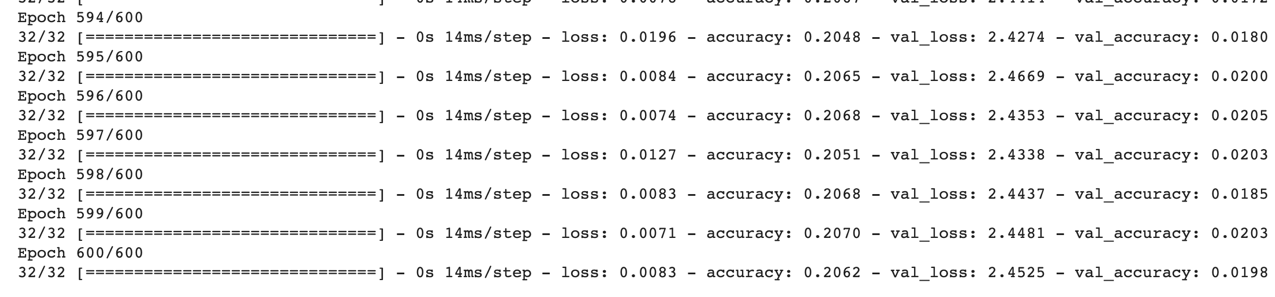 Epoch 594/600
32/32 [==============================] - 0s 14ms/step - loss: 0.0196 - accuracy: 0.2048 - val_loss: 2.4274 - val_accuracy: 0.0180
Epoch 595/600
32/32 [==============================] - 0s 14ms/step - loss: 0.0084 - accuracy: 0.2065 - val_loss: 2.4669 - val_accuracy: 0.0200
Epoch 596/600
32/32 [==============================] - 0s 14ms/step - loss: 0.0074 - accuracy: 0.2068 - val_loss: 2.4353 - val_accuracy: 0.0205
Epoch 597/600
32/32 [==============================] - 0s 14ms/step - loss: 0.0127 - accuracy: 0.2051 - val_loss: 2.4338 - val_accuracy: 0.0203
Epoch 598/600
32/32 [==============================] - 0s 14ms/step - loss: 0.0083 - accuracy: 0.2068 - val_loss: 2.4437 - val_accuracy: 0.0185
Epoch 599/600
32/32 [==============================] - 0s 14ms/step - loss: 0.0071 - accuracy: 0.2070 - val_loss: 2.4481 - val_accuracy: 0.0203
Epoch 600/600
32/32 [==============================] - 0s 14ms/step - loss: 0.0083 - accuracy: 0.2062 - val_loss: 2.4525 - val_accuracy: 0.0198